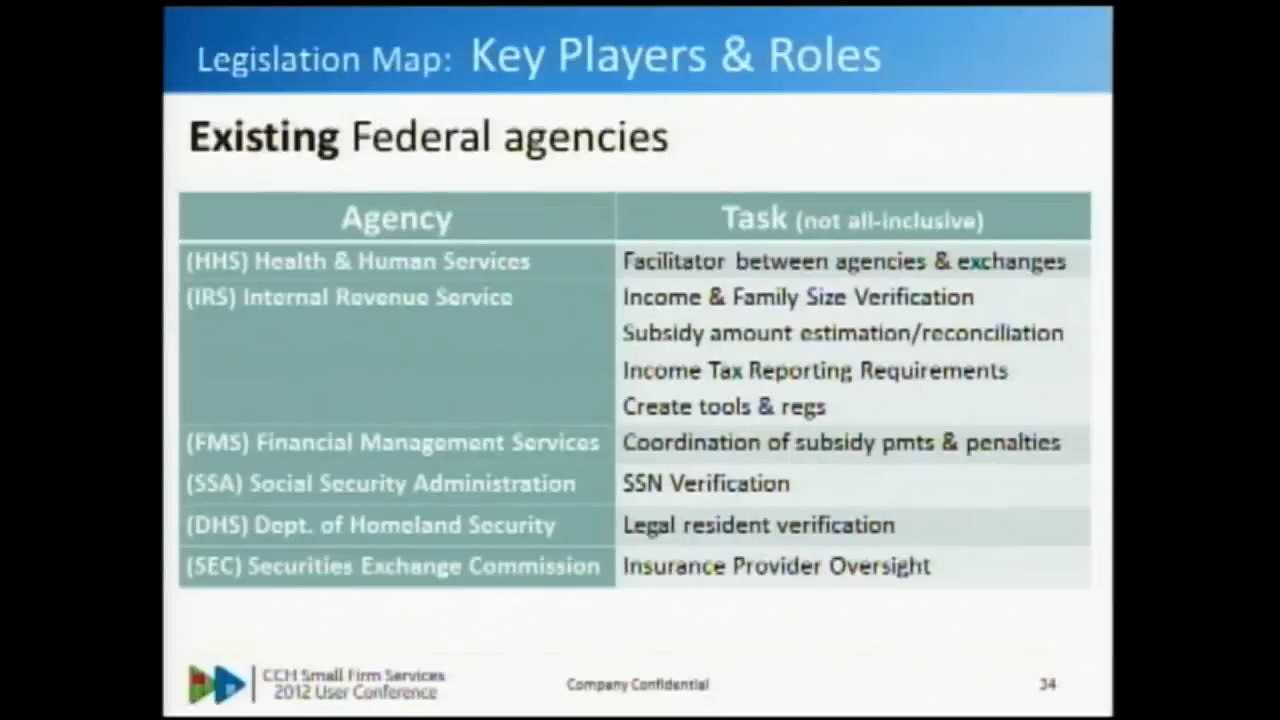 Legislation Map: Key Players & Roles
Existing Federal agencies
Agency Task (not all-inclusive)
(HHS) Health & Human Services Facilitator between agencies & exchanges
(IRS) Internal Revenue Service Income & Family Size Verification
Subsidy amount estimation/reconciliation
Income Tax Reporting Requirements
Create tools & regs
(FMS) Financial Management Services Coordination of subsidy pmts & penalties
(SSA) Social Security Administration SSN Verification
(DHS) Dept. of Homeland Security Legal resident verification
(SEC) Securities Exchange Commission Insurance Provider Oversight
CCH Small Firm Services
2012 User Conference
Company Confidential
34